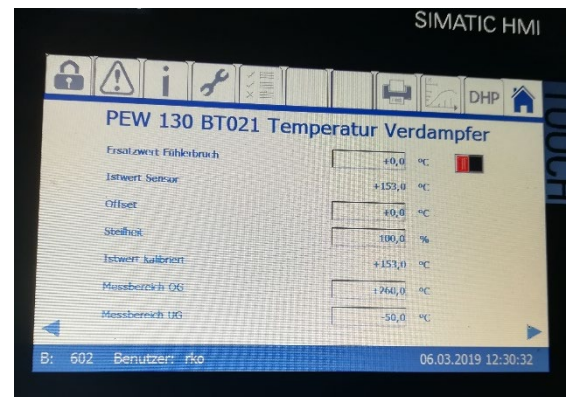 SIMATIC HMI
TOUCH
DHP
PEW 130 BT021 Temperatur Verdampfer
Ersatzwert Fühlerbruch +0,0 °C
Istwert Sensor +153,0 °C
Offset +0,0 °C
Steilheit 100,0 %
Istwert kalibriert +153,0 °C
Messbereich OG +260,0 °C
Messbereich UG -50,0 °C
B: 602 Benutzer: rko 06.03.2019 12:30:32